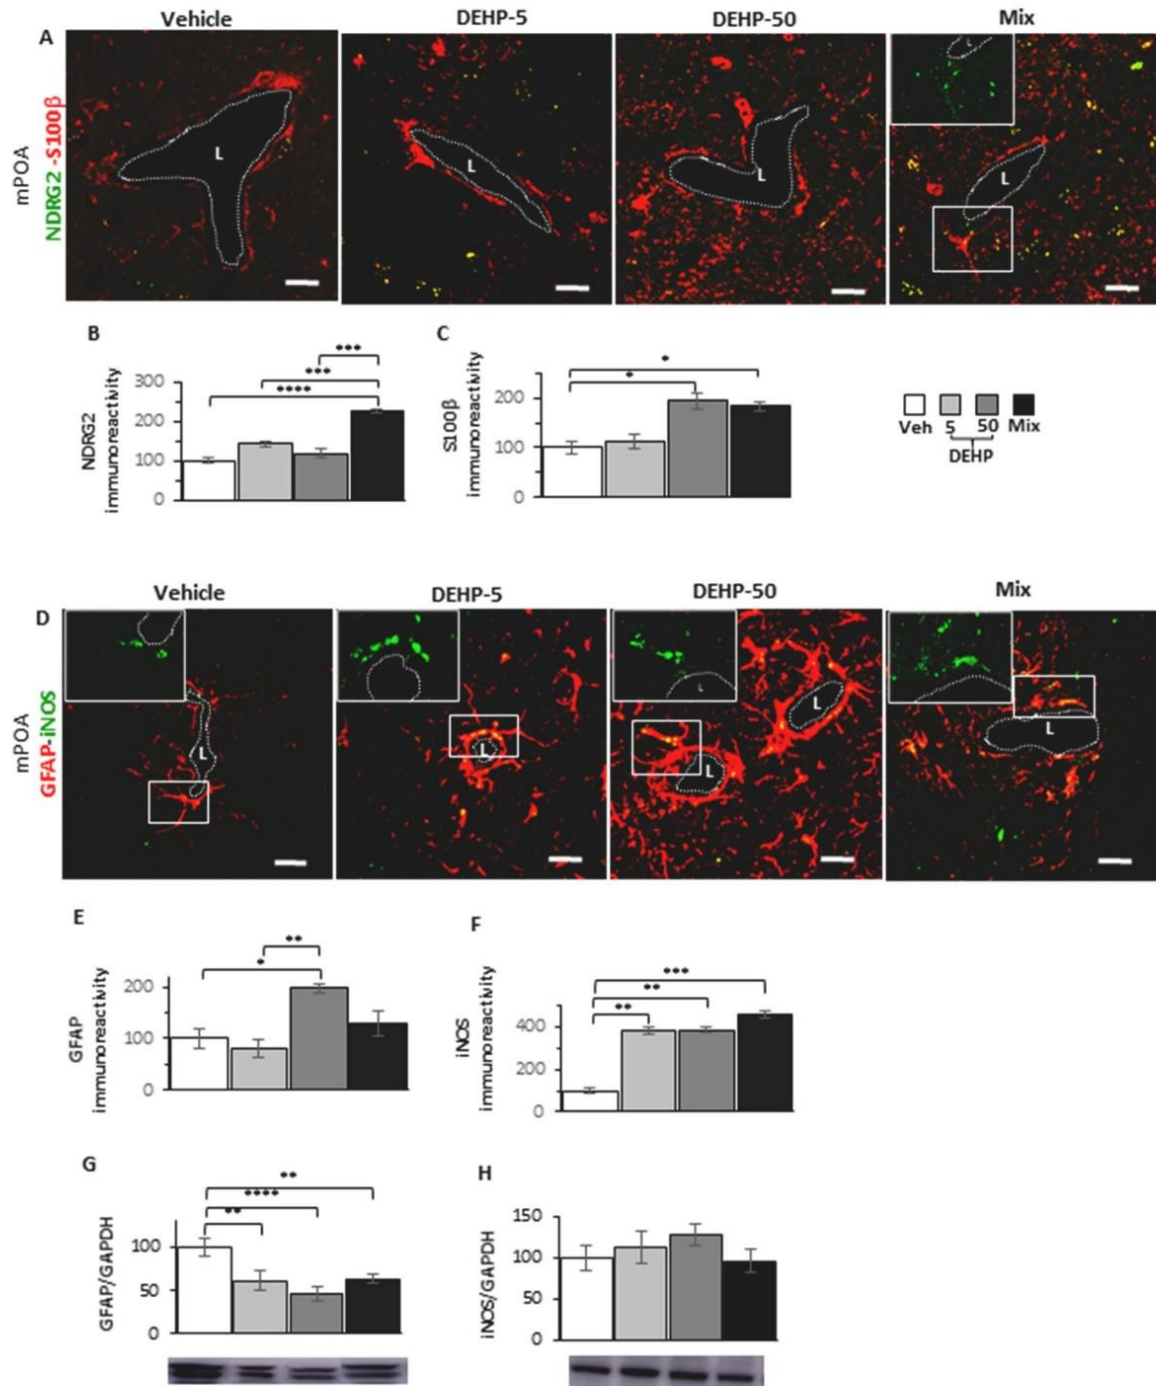 Vehicle DEHP-5 DEHP-50 Mix
A
mPOA
NDRG2-S100β
L L L L L
B
NDRG2
immunoreactivity
300
200
100
0
***
***
****
C
S100β
immunoreactivity
200
100
0
*
*
Veh 5 50 Mix
DEHP
Vehicle DEHP-5 DEHP-50 Mix
D
mPOA
GFAP-iNOS
L L L L L L
E
GFAP
immunoreactivity
200
100
0
**
*
F
iNOS
immunoreactivity
400
200
0
***
**
**
G
GFAP/GAPDH
100
50
0
**
****
**
H
iNOS/GAPDH
150
100
50
0